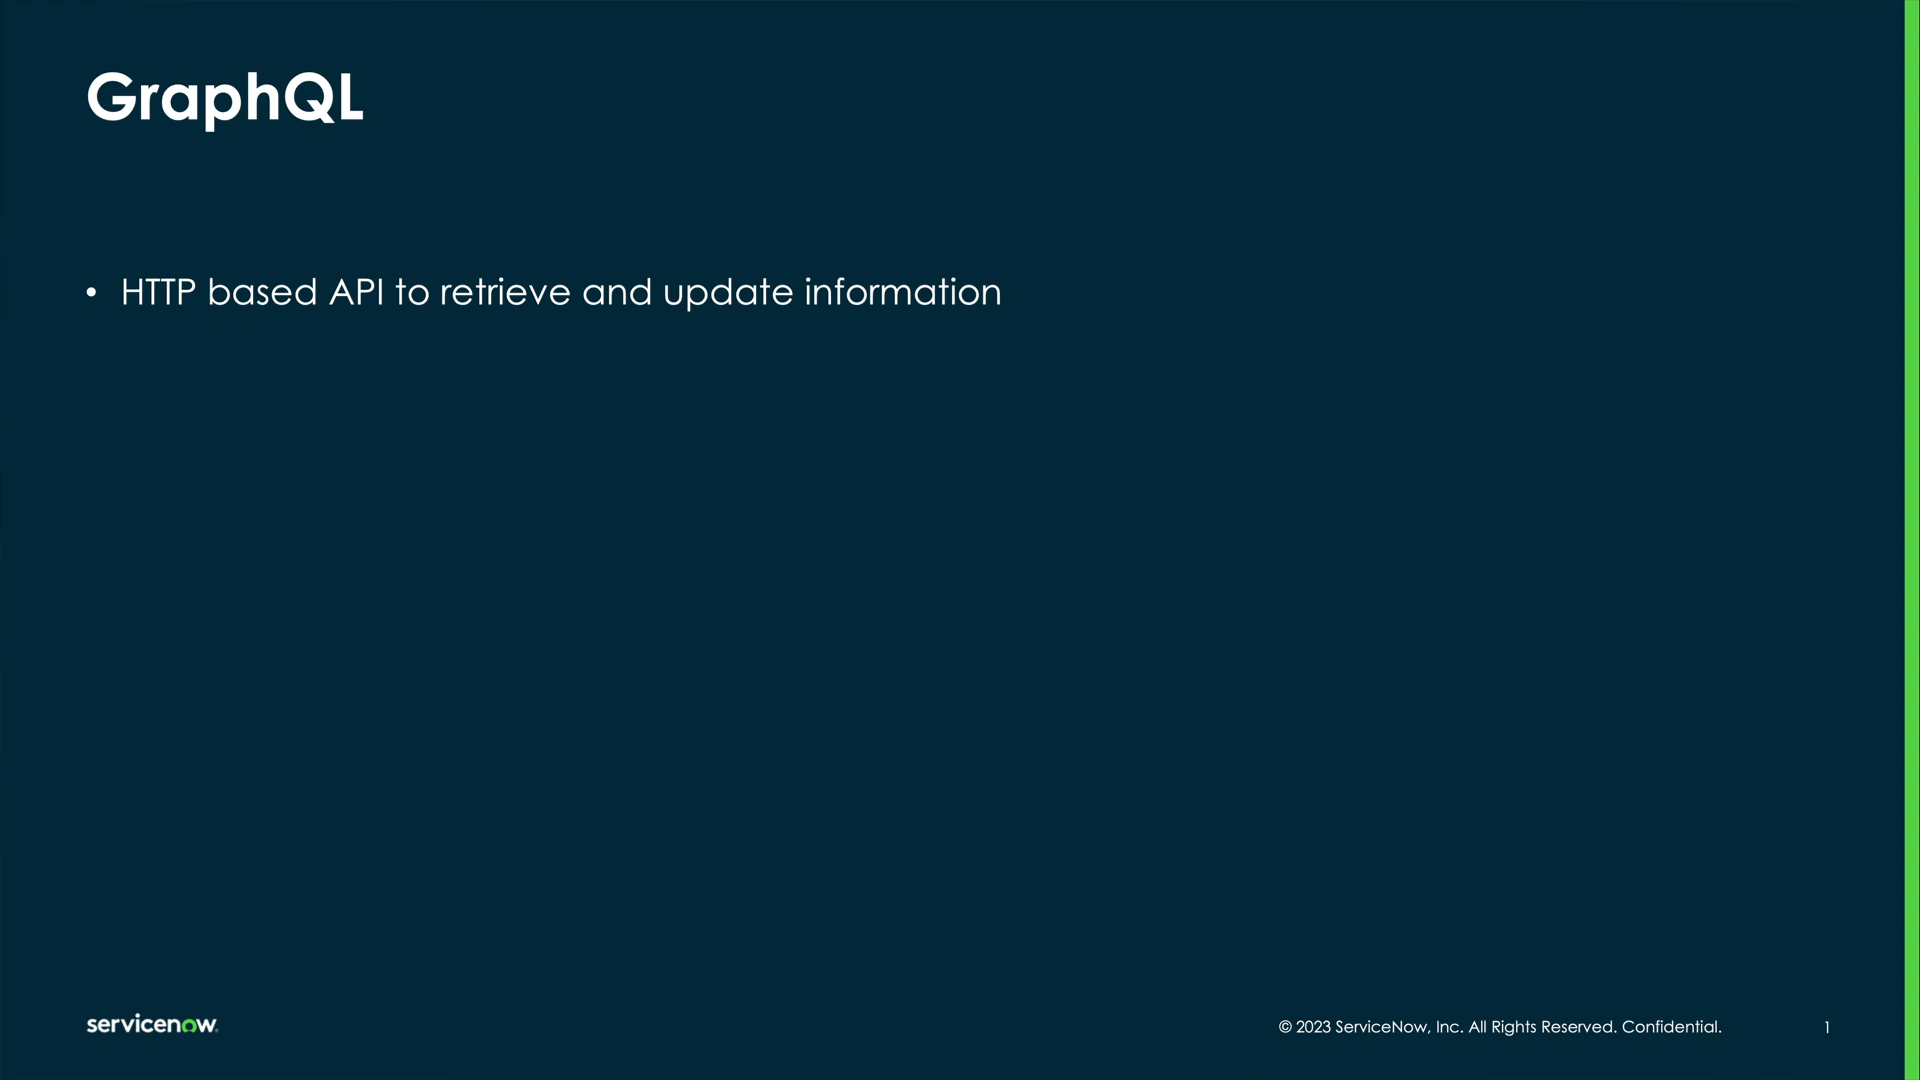 GraphQL
• HTTP based API to retrieve and update information
servicenow
© 2023 ServiceNow, Inc. All Rights Reserved. Confidential.
1